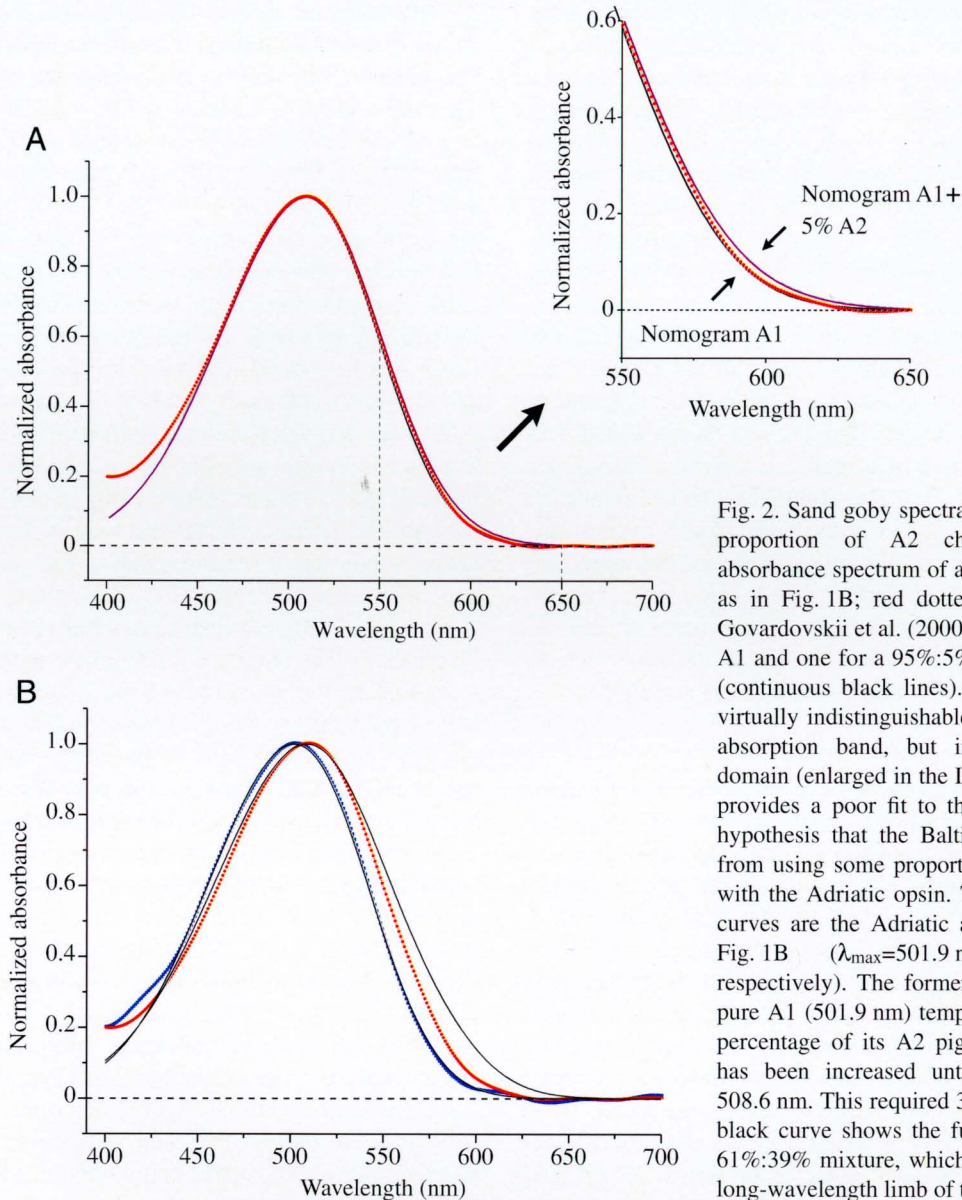 A
Normalized absorbance
1.0
0.8
0.6
0.4
0.2
0
400
450
500
550
600
650
700
Wavelength (nm)
Normalized absorbance
0.6
0.4
0.2
0
Nomogram A1+
5% A2
Nomogram A1
550
600
650
Wavelength (nm)
B
Normalized absorbance
1.0
0.8
0.6
0.4
0.2
0
400
450
500
550
600
650
700
Wavelength (nm)
Fig. 2. Sand goby spectra
proportion of A2 ch
absorbance spectrum of a
as in Fig. 1B; red dotte
Govardovskii et al. (2000
A1 and one for a 95%:5%
(continuous black lines).
virtually indistinguishable
absorption band, but i
domain (enlarged in the I
provides a poor fit to th
hypothesis that the Balti
from using some proport
with the Adriatic opsin. T
curves are the Adriatic a
Fig. 1B (λmax=501.9 n
respectively). The former
pure A1 (501.9 nm) temp
percentage of its A2 pig
has been increased unt
508.6 nm. This required 3
black curve shows the fu
61%:39% mixture, which
long-wavelength limb of t